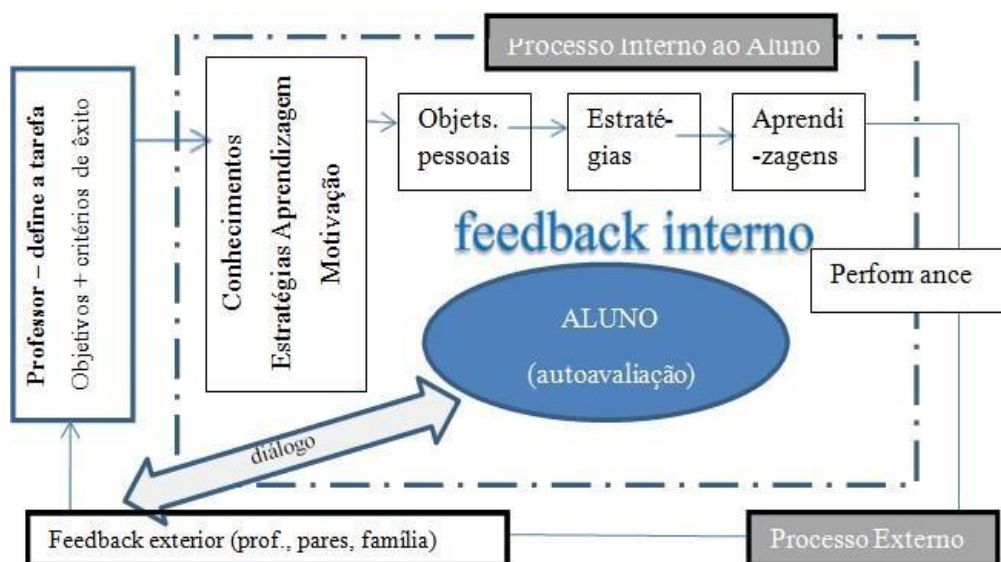 Processo Interno ao Aluno
Professor – define a tarefa
Objetivos + critérios de êxito
Conhecimentos
Estratégias Aprendizagem
Motivação
Objets.
pessoais
Estraté-
gias
Aprendi
-zagens
feedback interno
Perfom ance
ALUNO
(autoavaliação)
diálogo
Feedback exterior (prof., pares, família)
Processo Externo